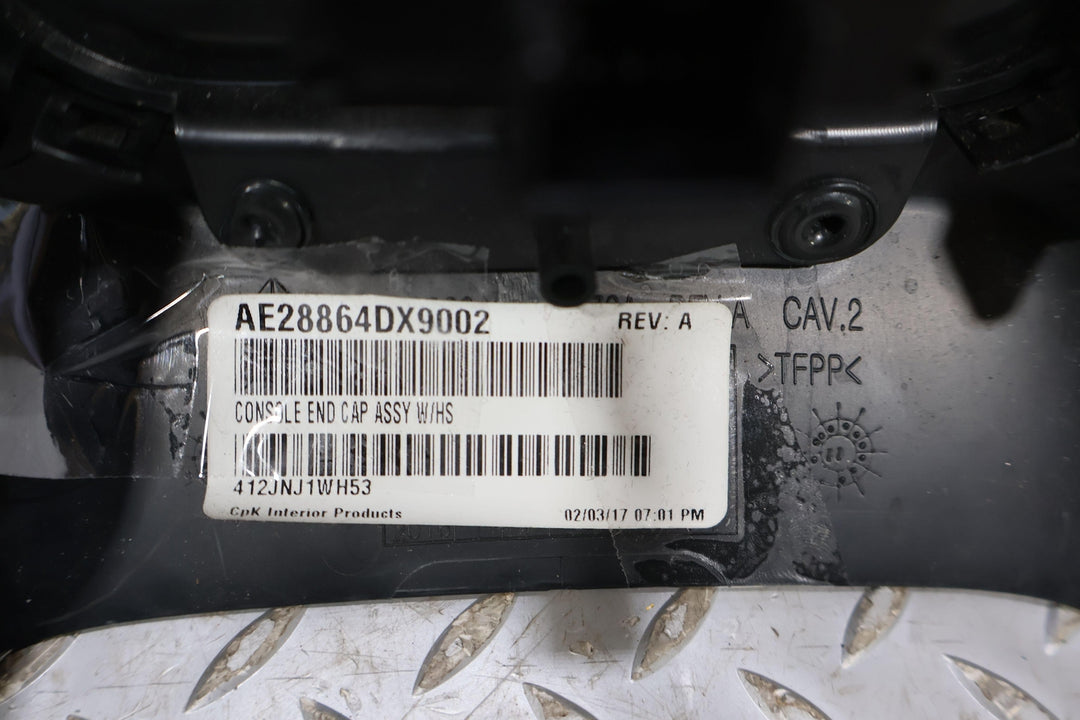 AE28864DX9002 REV: A
CONSOLE END CAP ASSY W/HS
412JNJ1WH53
CpK Interior Products 02/03/17 07:01 PM
A CAV.2
>TFPP<